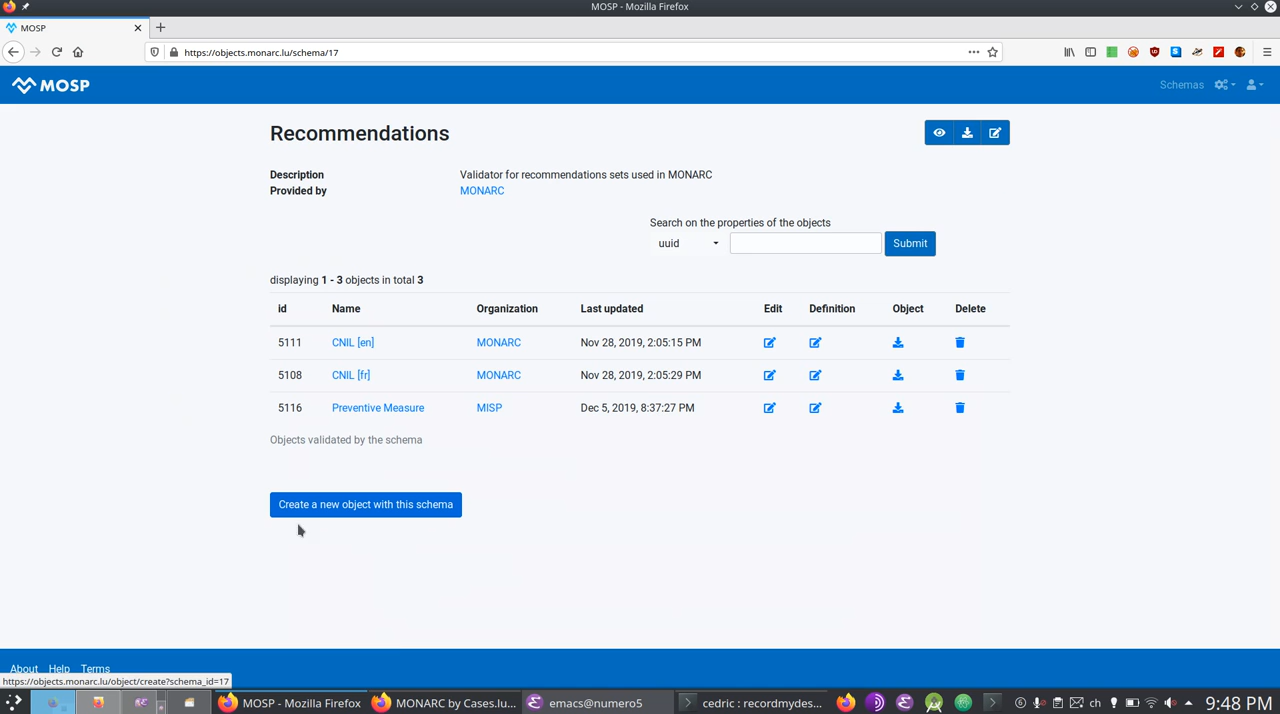 MOSP - Mozilla Firefox
MOSP
https://objects.monarc.lu/schema/17
MOSP
Schemas
Recommendations
Description Validator for recommendations sets used in MONARC
Provided by MONARC
Search on the properties of the objects
uuid Submit
displaying 1 - 3 objects in total 3
id Name Organization Last updated Edit Definition Object Delete
5111 CNIL [en] MONARC Nov 28, 2019, 2:05:15 PM
5108 CNIL [fr] MONARC Nov 28, 2019, 2:05:29 PM
5116 Preventive Measure MISP Dec 5, 2019, 8:37:27 PM
Objects validated by the schema
Create a new object with this schema
About Help Terms
https://objects.monarc.lu/object/create?schema_id=17
MOSP - Mozilla Firefox MONARC by Cases.lu... emacs@numero5 cedric : recordmydes... ch 9:48 PM